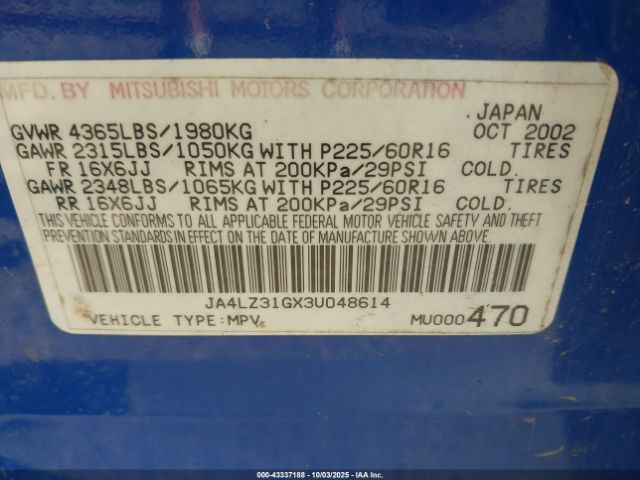 MFD. BY MITSUBISHI MOTORS CORPORATION
JAPAN
GVWR 4365LBS/1980KG OCT 2002
GAWR 2315LBS/1050KG WITH P225/60R16 TIRES
FR 16X6JJ RIMS AT 200KPa/29PSI COLD.
GAWR 2348LBS/1065KG WITH P225/60R16 TIRES
RR 16X6JJ RIMS AT 200KPa/29PSI COLD.
THIS VEHICLE CONFORMS TO ALL APPLICABLE FEDERAL MOTOR VEHICLE SAFETY AND THEFT
PREVENTION STANDARDS IN EFFECT ON THE DATE OF MANUFACTURE SHOWN ABOVE.
JA4LZ31GX3U048614
VEHICLE TYPE:MPV MU000470
000-43337188 - 10/03/2025 - IAAI.COM